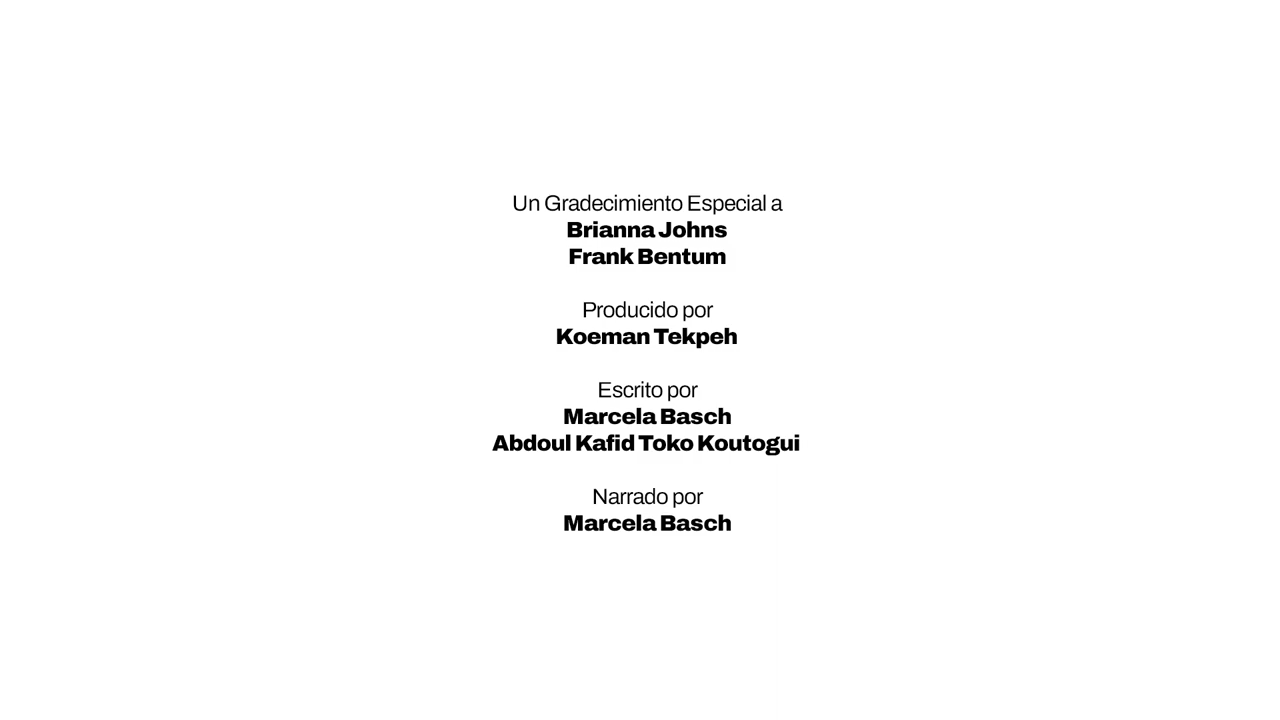 Un Gradecimiento Especial a
Brianna Johns
Frank Bentum
Producido por
Koeman Tekpeh
Escrito por
Marcela Basch
Abdoul Kafid Toko Koutogui
Narrado por
Marcela Basch